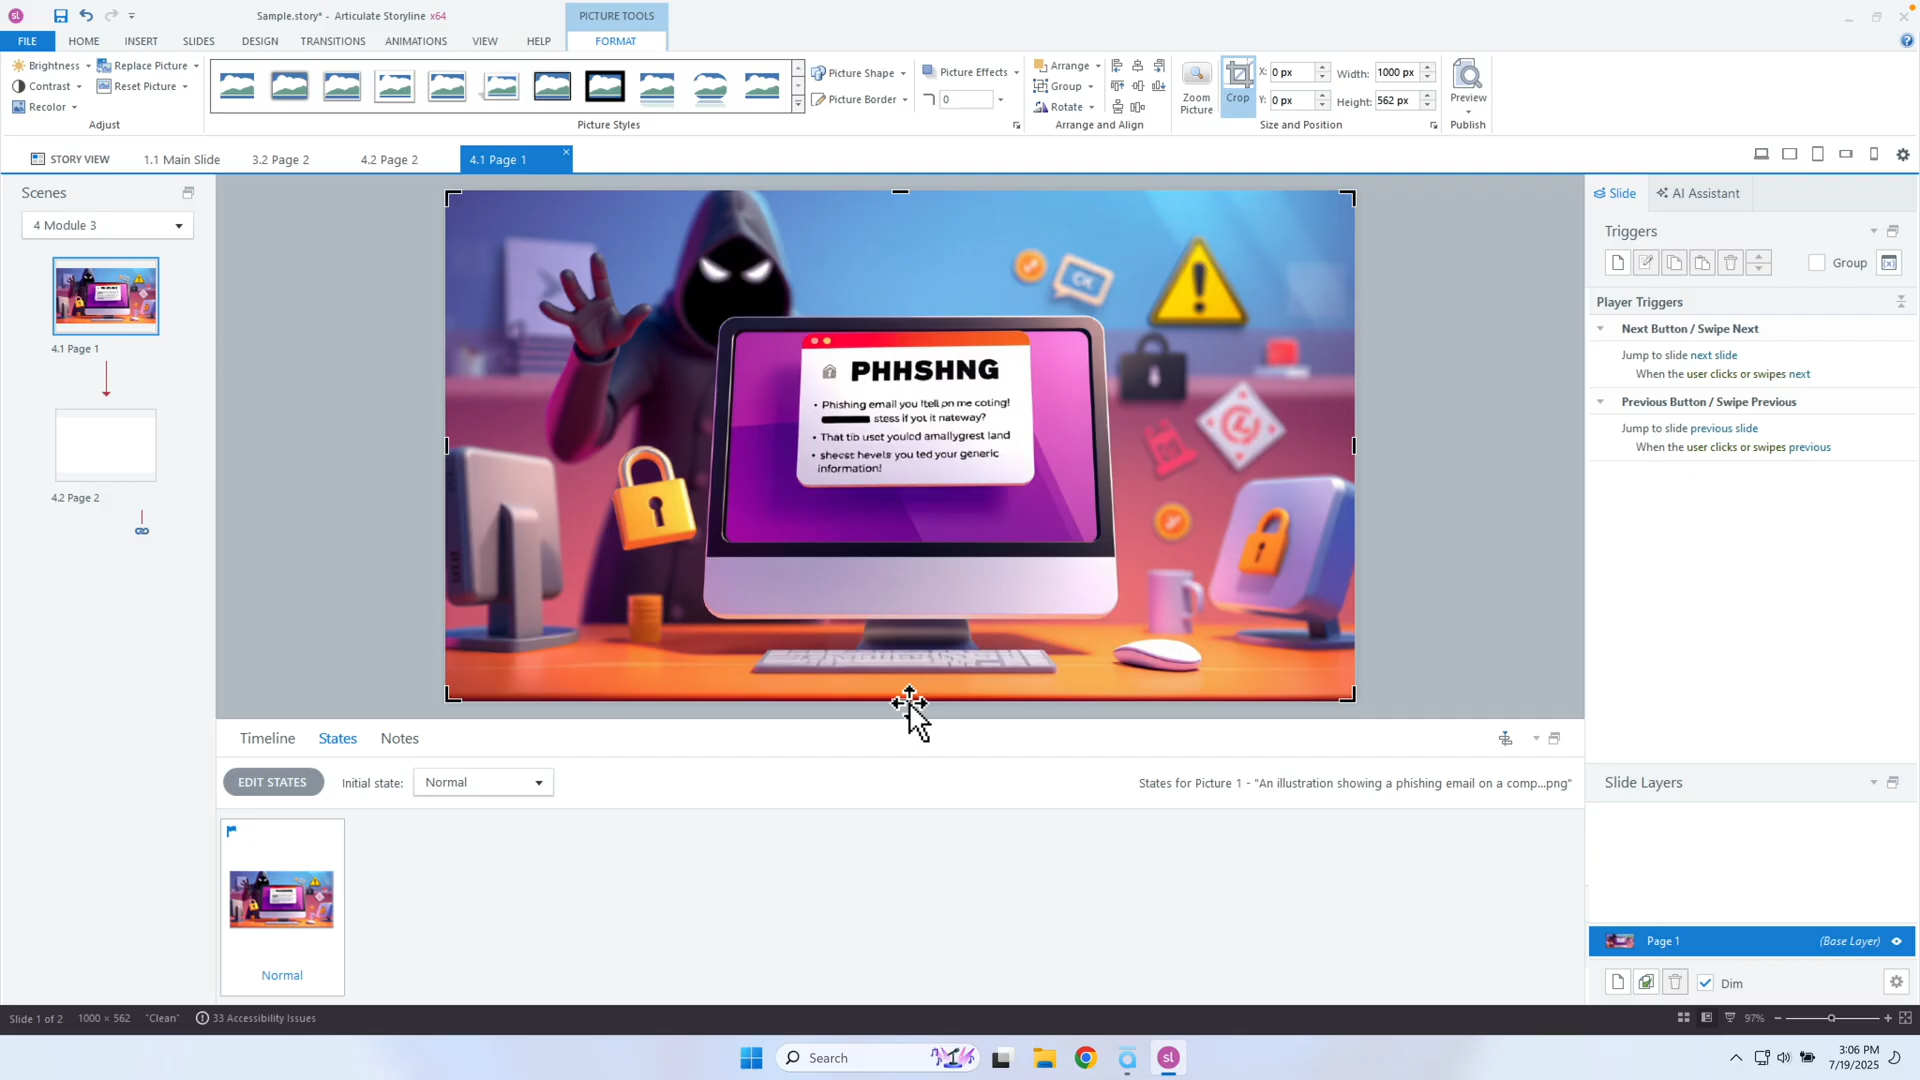 Sample.story* - Articulate Storyline x64
PICTURE TOOLS
FILE HOME INSERT SLIDES DESIGN TRANSITIONS ANIMATIONS VIEW HELP FORMAT
Brightness Replace Picture
Contrast Reset Picture
Recolor
Adjust
Picture Styles
Picture Shape Picture Effects
Picture Border 0
Arrange
Group
Rotate
Arrange and Align
Zoom Picture
Crop
X: 0 px Width: 1000 px
Y: 0 px Height: 562 px
Size and Position
Preview
Publish
STORY VIEW 1.1 Main Slide 3.2 Page 2 4.2 Page 2 4.1 Page 1
Scenes
4 Module 3
4.1 Page 1
4.2 Page 2
PHHSHNG
• Phishing email you !tell pn me coting!
stess if yot it nateway?
• That tib uset youled amallygrest land
• shecst hevels you ted your generic
information!
Slide AI Assistant
Triggers
Group
Player Triggers
Next Button / Swipe Next
Jump to slide next slide
When the user clicks or swipes next
Previous Button / Swipe Previous
Jump to slide previous slide
When the user clicks or swipes previous
Timeline States Notes
EDIT STATES Initial state: Normal
States for Picture 1 - "An illustration showing a phishing email on a comp...png"
Normal
Slide Layers
Page 1 (Base Layer)
Dim
Slide 1 of 2 1000 × 562 "Clean" 33 Accessibility Issues 97%
Search
sl
3:06 PM
7/19/2025